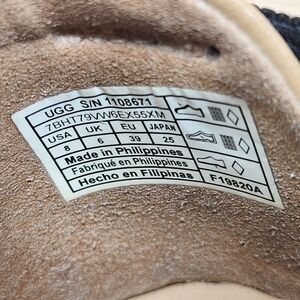 UGG S/N 1108671
7BHT79VW6EX55XM
USA UK EU JAPAN
8 6 39 25
Made in Philippines
Fabriqué en Philippines
Hecho en Filipinas
F19820A